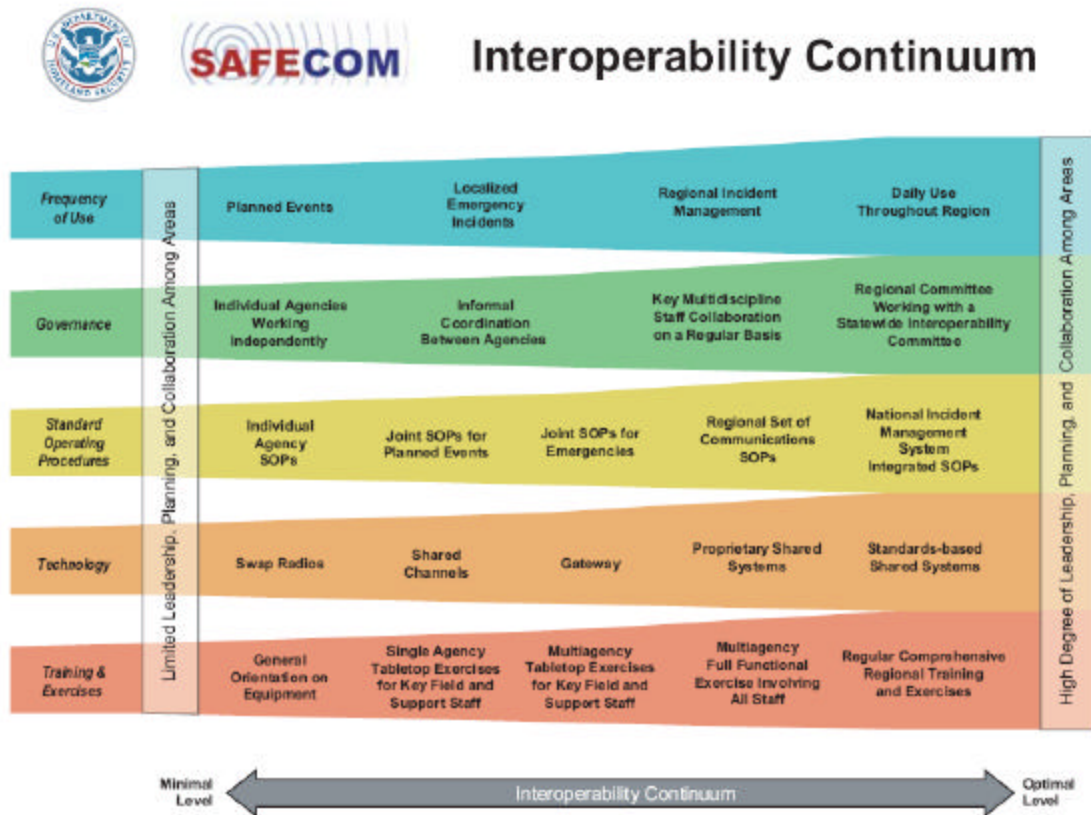 U.S. DEPARTMENT OF
HOMELAND SECURITY
SAFECOM
Interoperability Continuum
Limited Leadership, Planning, and Collaboration Among Areas
High Degree of Leadership, Planning, and Collaboration Among Areas
Frequency
of Use
Planned Events
Localized
Emergency
Incidents
Regional Incident
Management
Daily Use
Throughout Region
Governance
Individual Agencies
Working
Independently
Informal
Coordination
Between Agencies
Key Multidiscipline
Staff Collaboration
on a Regular Basis
Regional Committee
Working with a
Statewide Interoperability
Committee
Standard
Operating
Procedures
Individual
Agency
SOPs
Joint SOPs for
Planned Events
Joint SOPs for
Emergencies
Regional Set of
Communications
SOPs
National Incident
Management
System
Integrated SOPs
Technology
Swap Radios
Shared
Channels
Gateway
Proprietary Shared
Systems
Standards-based
Shared Systems
Training &
Exercises
General
Orientation on
Equipment
Single Agency
Tabletop Exercises
for Key Field and
Support Staff
Multiagency
Tabletop Exercises
for Key Field and
Support Staff
Multiagency
Full Functional
Exercise Involving
All Staff
Regular Comprehensive
Regional Training
and Exercises
Minimal
Level
Interoperability Continuum
Optimal
Level